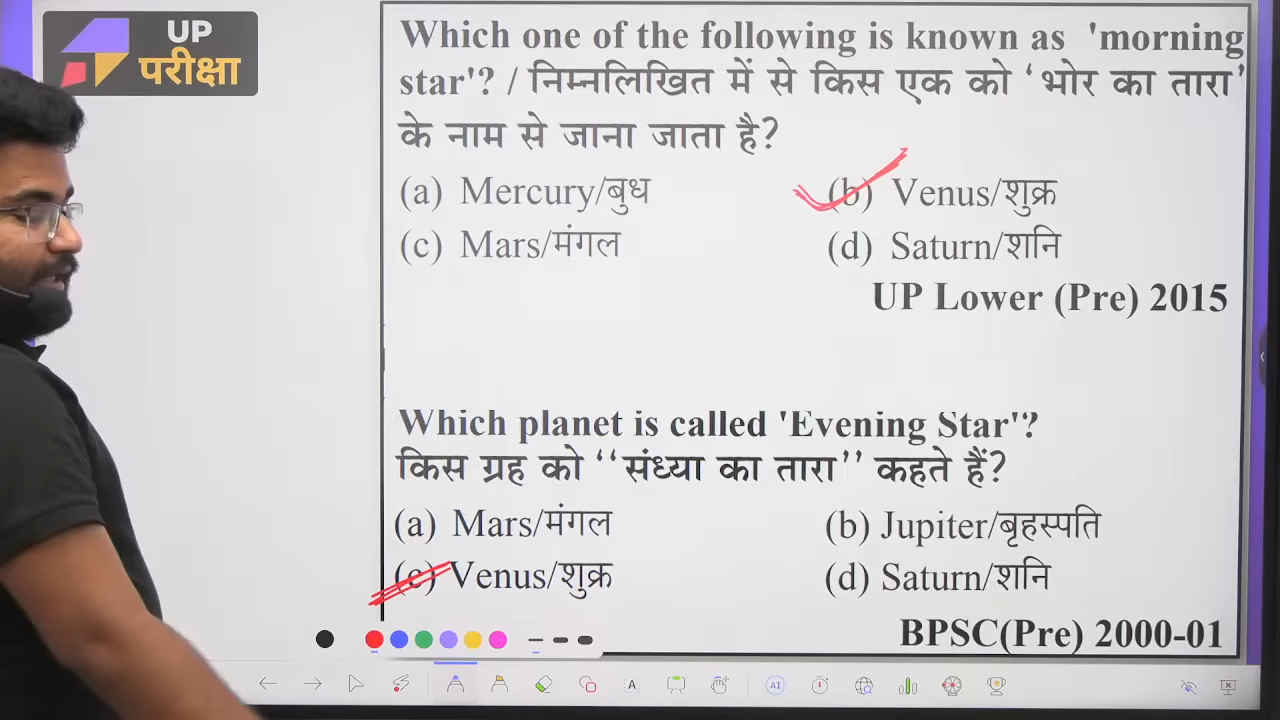 UP
परीक्षा
Which one of the following is known as 'morning
star'? / निम्नलिखित में से किस एक को ‘भोर का तारा’
के नाम से जाना जाता है?
(a) Mercury/बुध (b) Venus/शुक्र
(c) Mars/मंगल (d) Saturn/शनि
UP Lower (Pre) 2015
Which planet is called 'Evening Star'?
किस ग्रह को ‘‘संध्या का तारा’’ कहते हैं?
(a) Mars/मंगल (b) Jupiter/बृहस्पति
(c) Venus/शुक्र (d) Saturn/शनि
BPSC(Pre) 2000-01
A AI